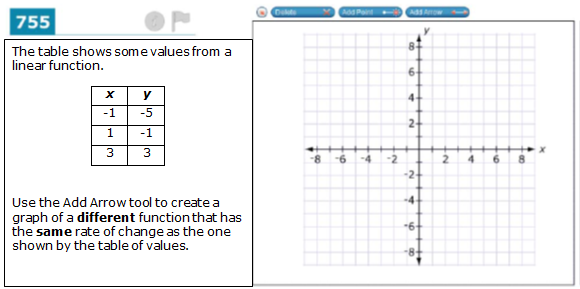 755
The table shows some values from a
linear function.
x y
-1 -5
1 -1
3 3
Use the Add Arrow tool to create a
graph of a different function that has
the same rate of change as the one
shown by the table of values.
Delete Add Point Add Arrow
y
8
6
4
2
-8 -6 -4 -2 2 4 6 8 x
-2
-4
-6
-8